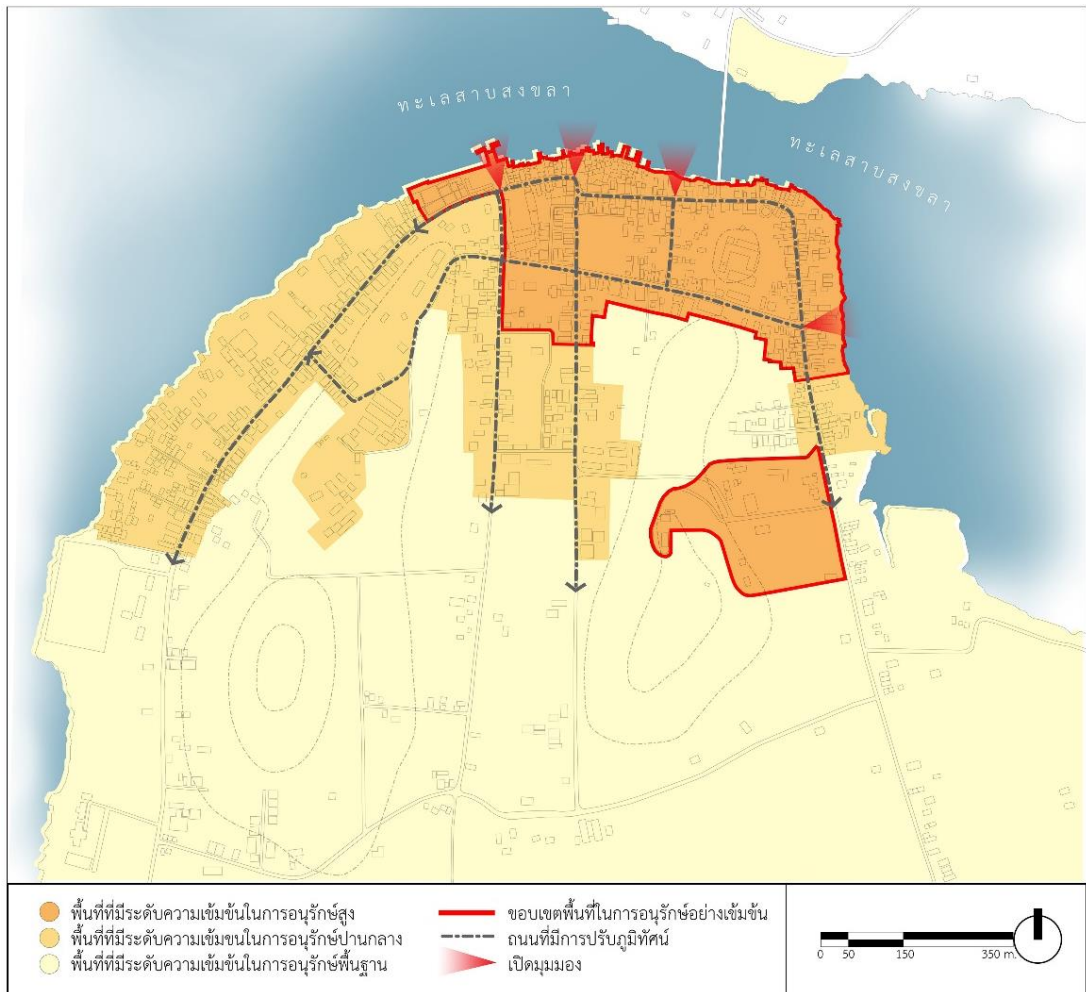 ทะเลสาบสงขลา
ทะเลสาบสงขลา
พื้นที่ที่มีระดับความเข้มข้นในการอนุรักษ์สูง
พื้นที่ที่มีระดับความเข้มขนในการอนุรักษ์ปานกลาง
พื้นที่ที่มีระดับความเข้มข้นในการอนุรักษ์พื้นฐาน
ขอบเขตพื้นที่ในการอนุรักษ์อย่างเข้มข้น
ถนนที่มีการปรับภูมิทัศน์
เปิดมุมมอง
0 50 150 350 m.